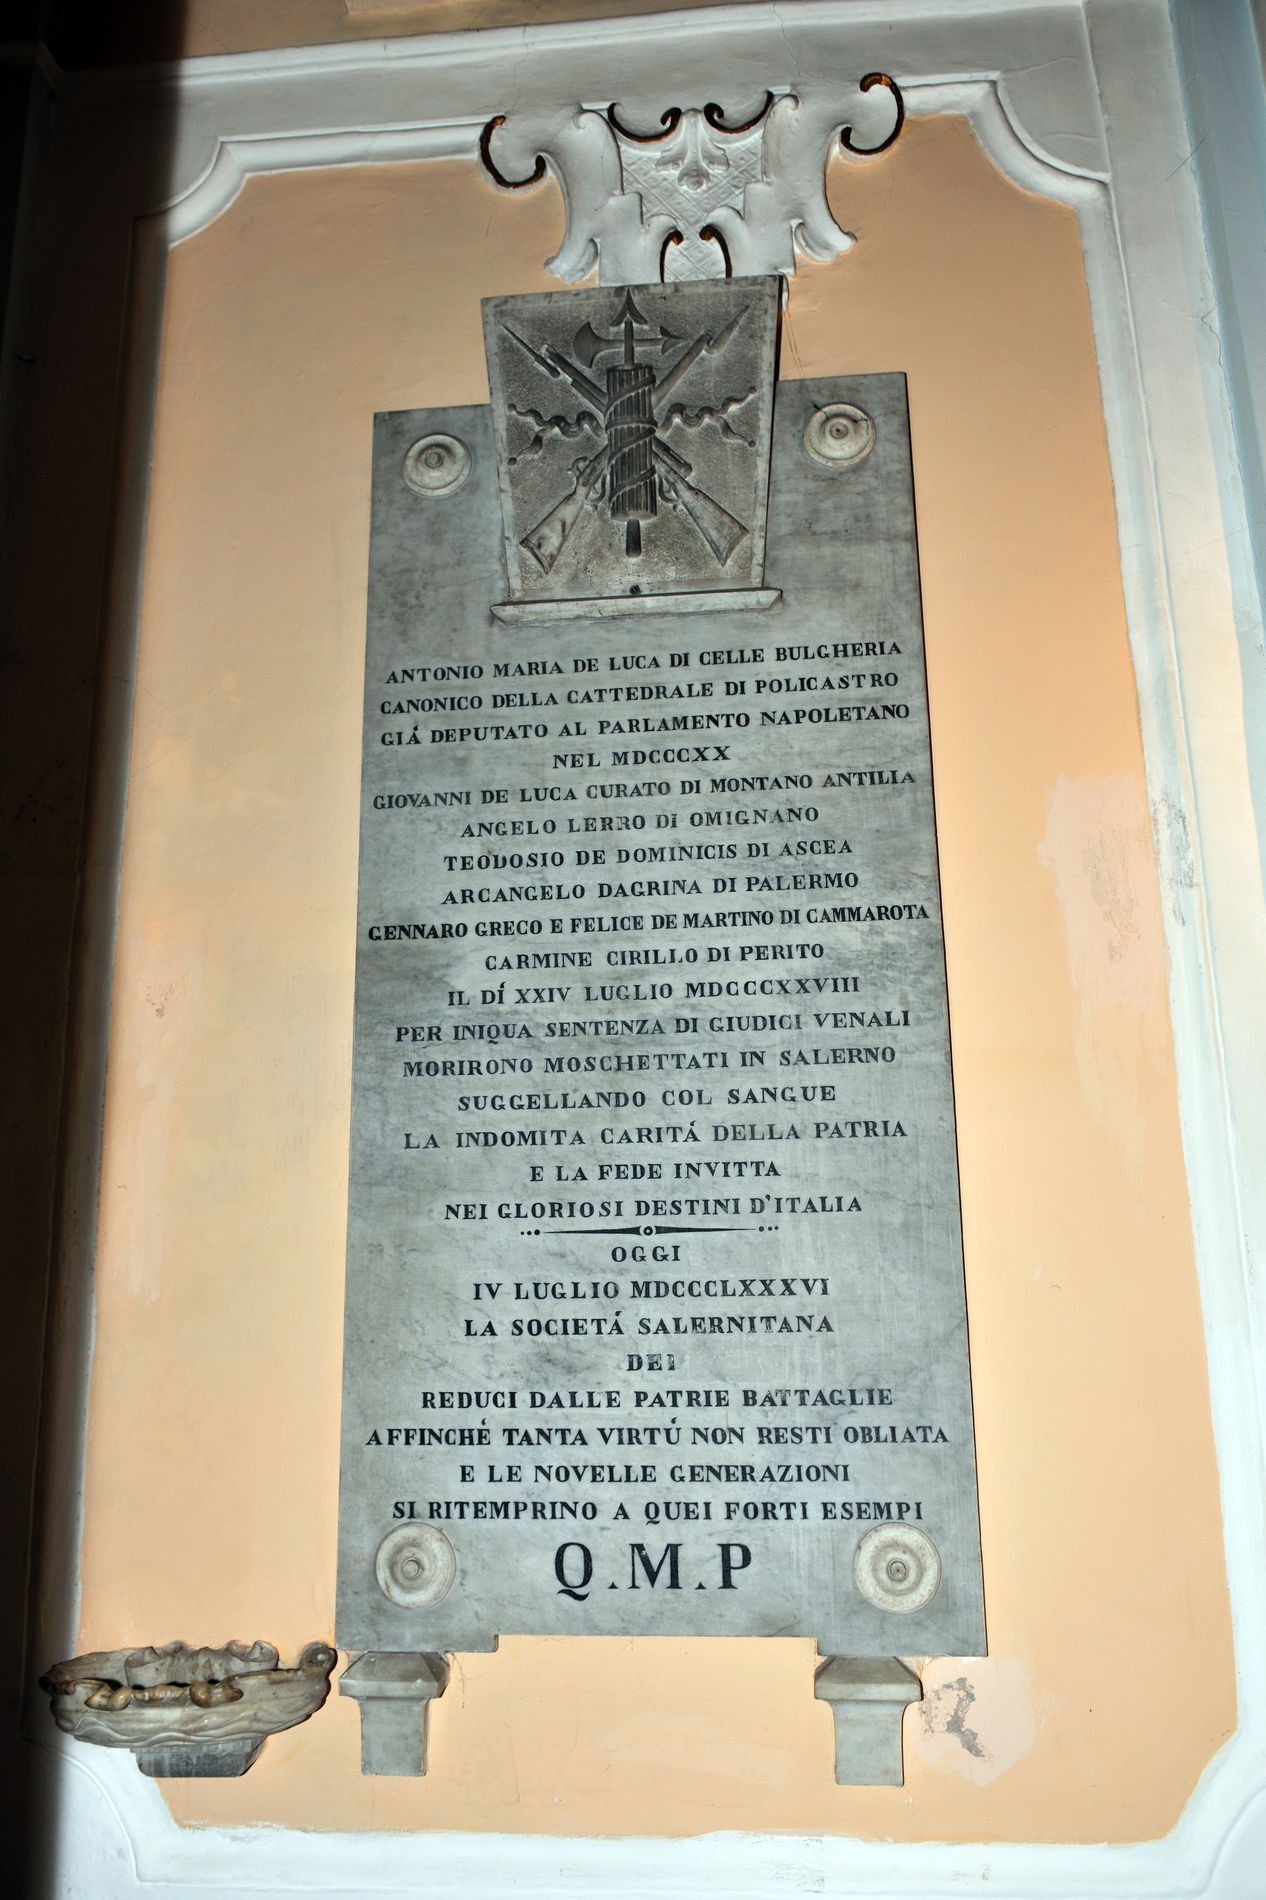 ANTONIO MARIA DE LUCA DI CELLE BULGHERIA
CANONICO DELLA CATTEDRALE DI POLICASTRO
GIÁ DEPUTATO AL PARLAMENTO NAPOLETANO
NEL MDCCCXX
GIOVANNI DE LUCA CURATO DI MONTANO ANTILIA
ANGELO LERRO DI OMIGNANO
TEODOSIO DE DOMINICIS DI ASCEA
ARCANGELO DAGRINA DI PALERMO
GENNARO GRECO E FELICE DE MARTINO DI CAMMAROTA
CARMINE CIRILLO DI PERITO
IL DÍ XXIV LUGLIO MDCCCXXVIII
PER INIQUA SENTENZA DI GIUDICI VENALI
MORIRONO MOSCHETTATI IN SALERNO
SUGGELLANDO COL SANGUE
LA INDOMITA CARITÁ DELLA PATRIA
E LA FEDE INVITTA
NEI GLORIOSI DESTINI D'ITALIA
OGGI
IV LUGLIO MDCCCLXXXVI
LA SOCIETÁ SALERNITANA
DEI
REDUCI DALLE PATRIE BATTAGLIE
AFFINCHÉ TANTA VIRTÚ NON RESTI OBLIATA
E LE NOVELLE GENERAZIONI
SI RITEMPRINO A QUEI FORTI ESEMPI
Q.M.P